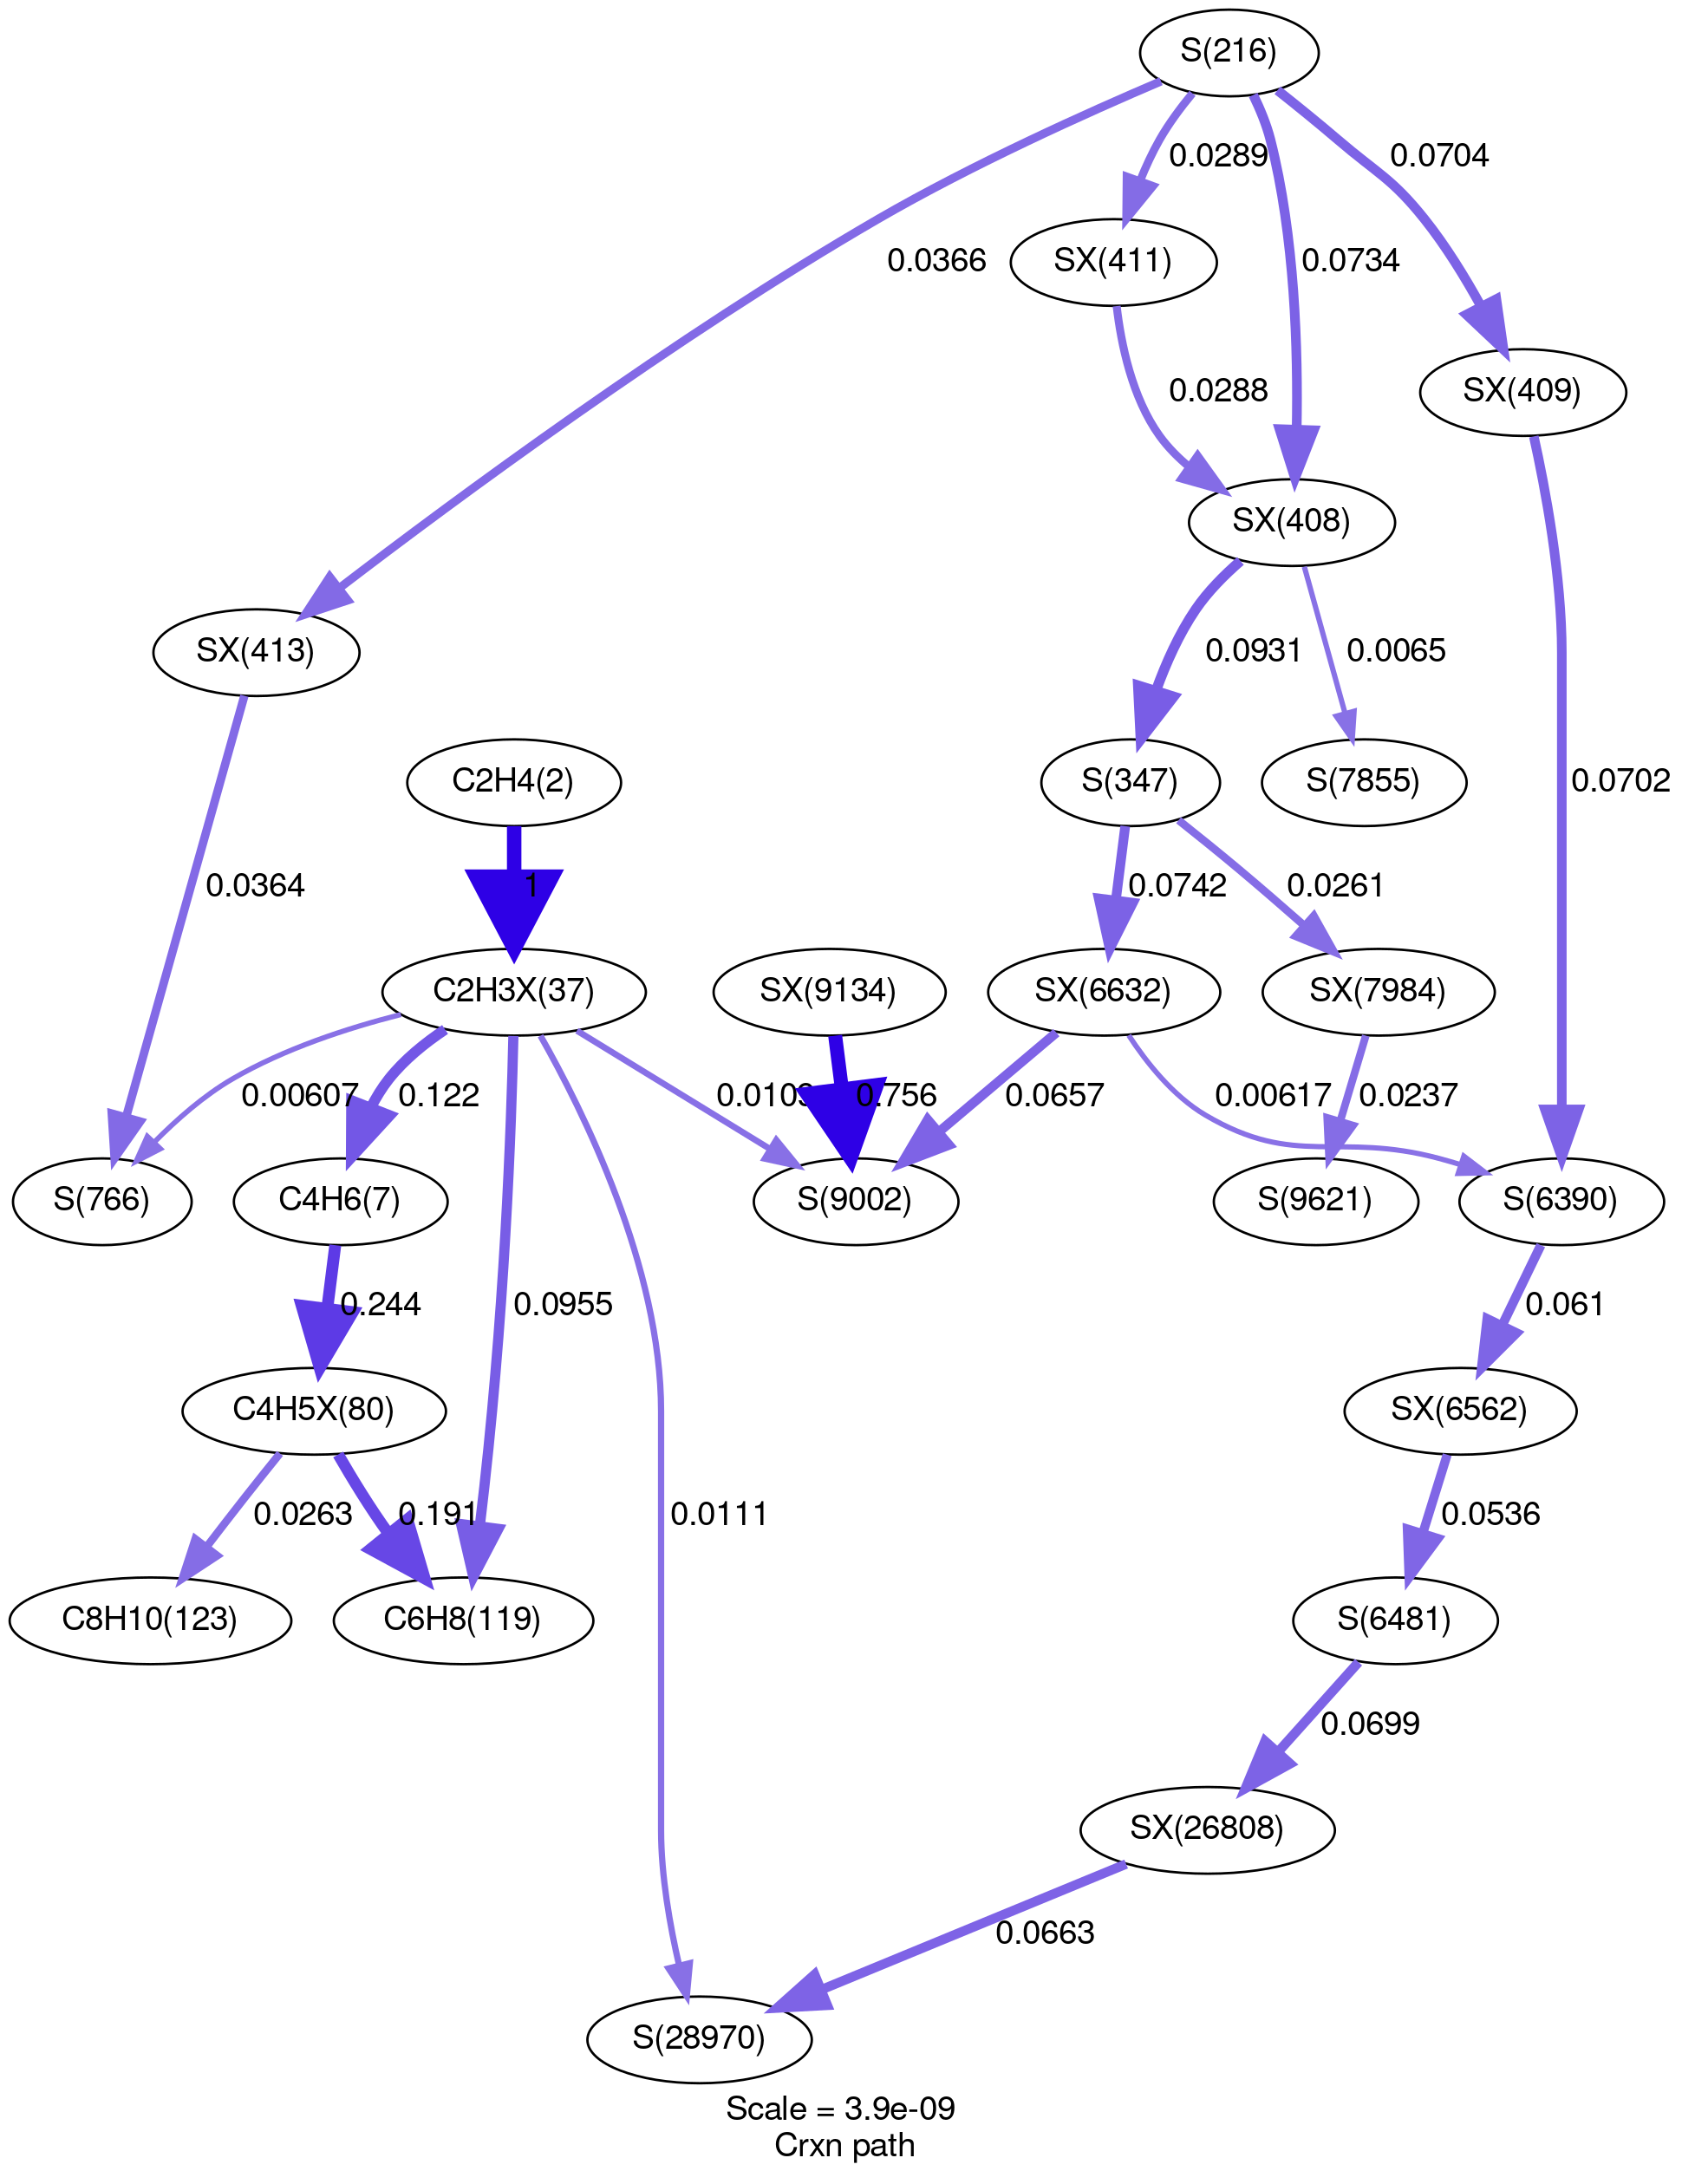 S(216)
0.0289
0.0704
0.0366
SX(411)
0.0734
0.0288
SX(409)
SX(408)
SX(413)
0.0931
0.0065
C2H4(2)
S(347)
S(7855)
0.0702
0.0364
1
0.0742
0.0261
C2H3X(37)
SX(9134)
SX(6632)
SX(7984)
0.00607
0.122
0.756
0.0657
0.00617
0.0237
S(766)
C4H6(7)
S(9002)
S(9621)
S(6390)
0.244
0.0955
0.061
C4H5X(80)
SX(6562)
0.0263
0.191
0.0111
0.0536
C8H10(123)
C6H8(119)
S(6481)
0.0699
SX(26808)
0.0663
S(28970)
Scale = 3.9e-09
Crxn path